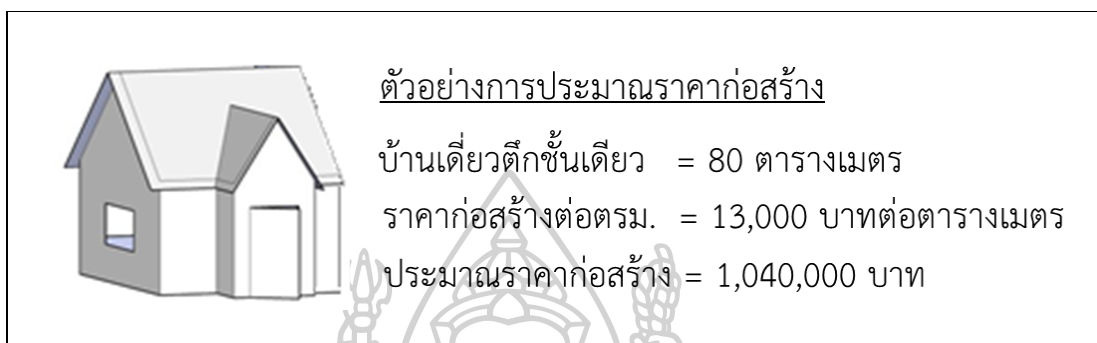 ตัวอย่างการประมาณราคาก่อสร้าง
บ้านเดี่ยวตึกชั้นเดียว = 80 ตารางเมตร
ราคาก่อสร้างต่อตรม. = 13,000 บาทต่อตารางเมตร
ประมาณราคาก่อสร้าง = 1,040,000 บาท